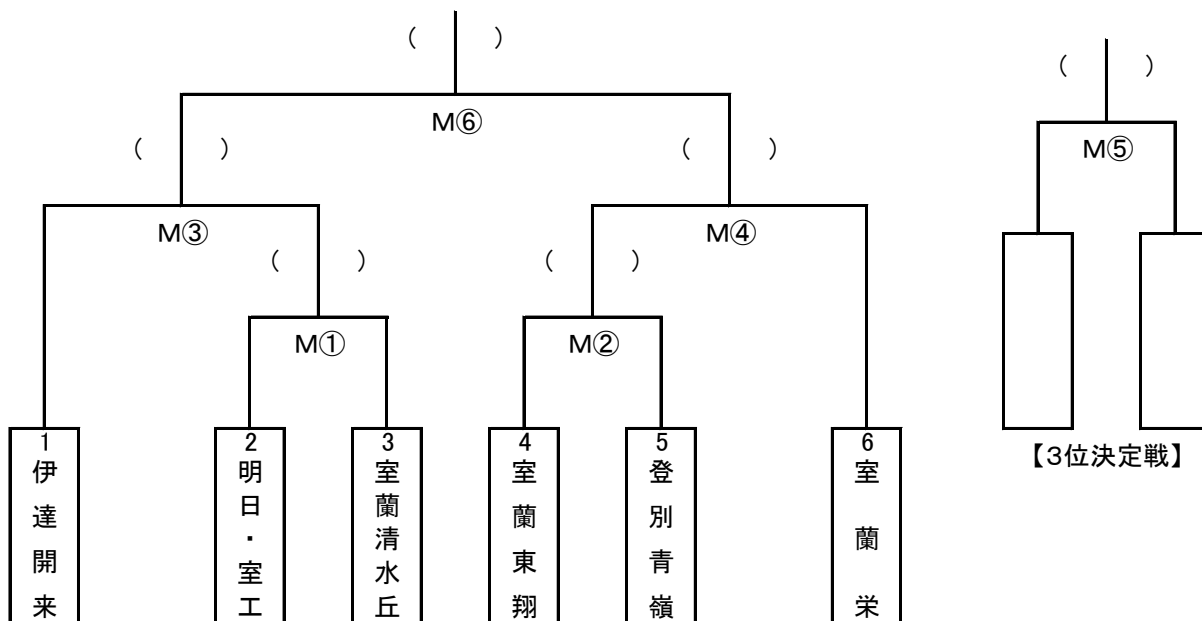 ( )
( )
M⑥
M⑤
( )
( )
M③
M④
( )
( )
M①
M②
1
伊達開来
2
明日・室工
3
室蘭清水丘
4
室蘭東翔
5
登別青嶺
6
室蘭栄
【3位決定戦】